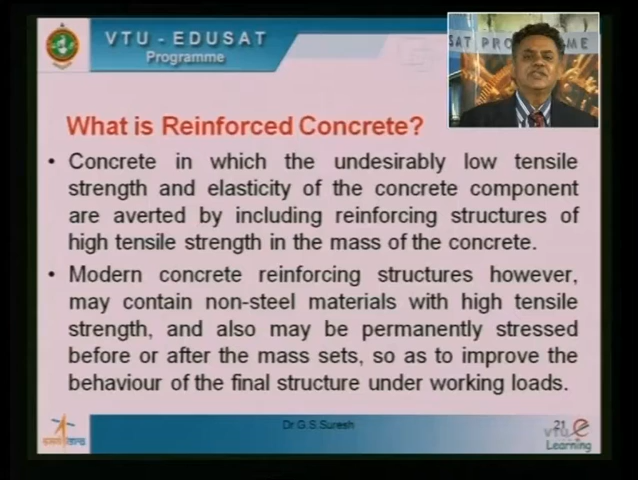 VTU - EDUSAT
Programme
SAT PRO
ME
What is Reinforced Concrete?
• Concrete in which the undesirably low tensile
strength and elasticity of the concrete component
are averted by including reinforcing structures of
high tensile strength in the mass of the concrete.
• Modern concrete reinforcing structures however,
may contain non-steel materials with high tensile
strength, and also may be permanently stressed
before or after the mass sets, so as to improve the
behaviour of the final structure under working loads.
Dr G.S.Suresh
21
vtu e
Learning